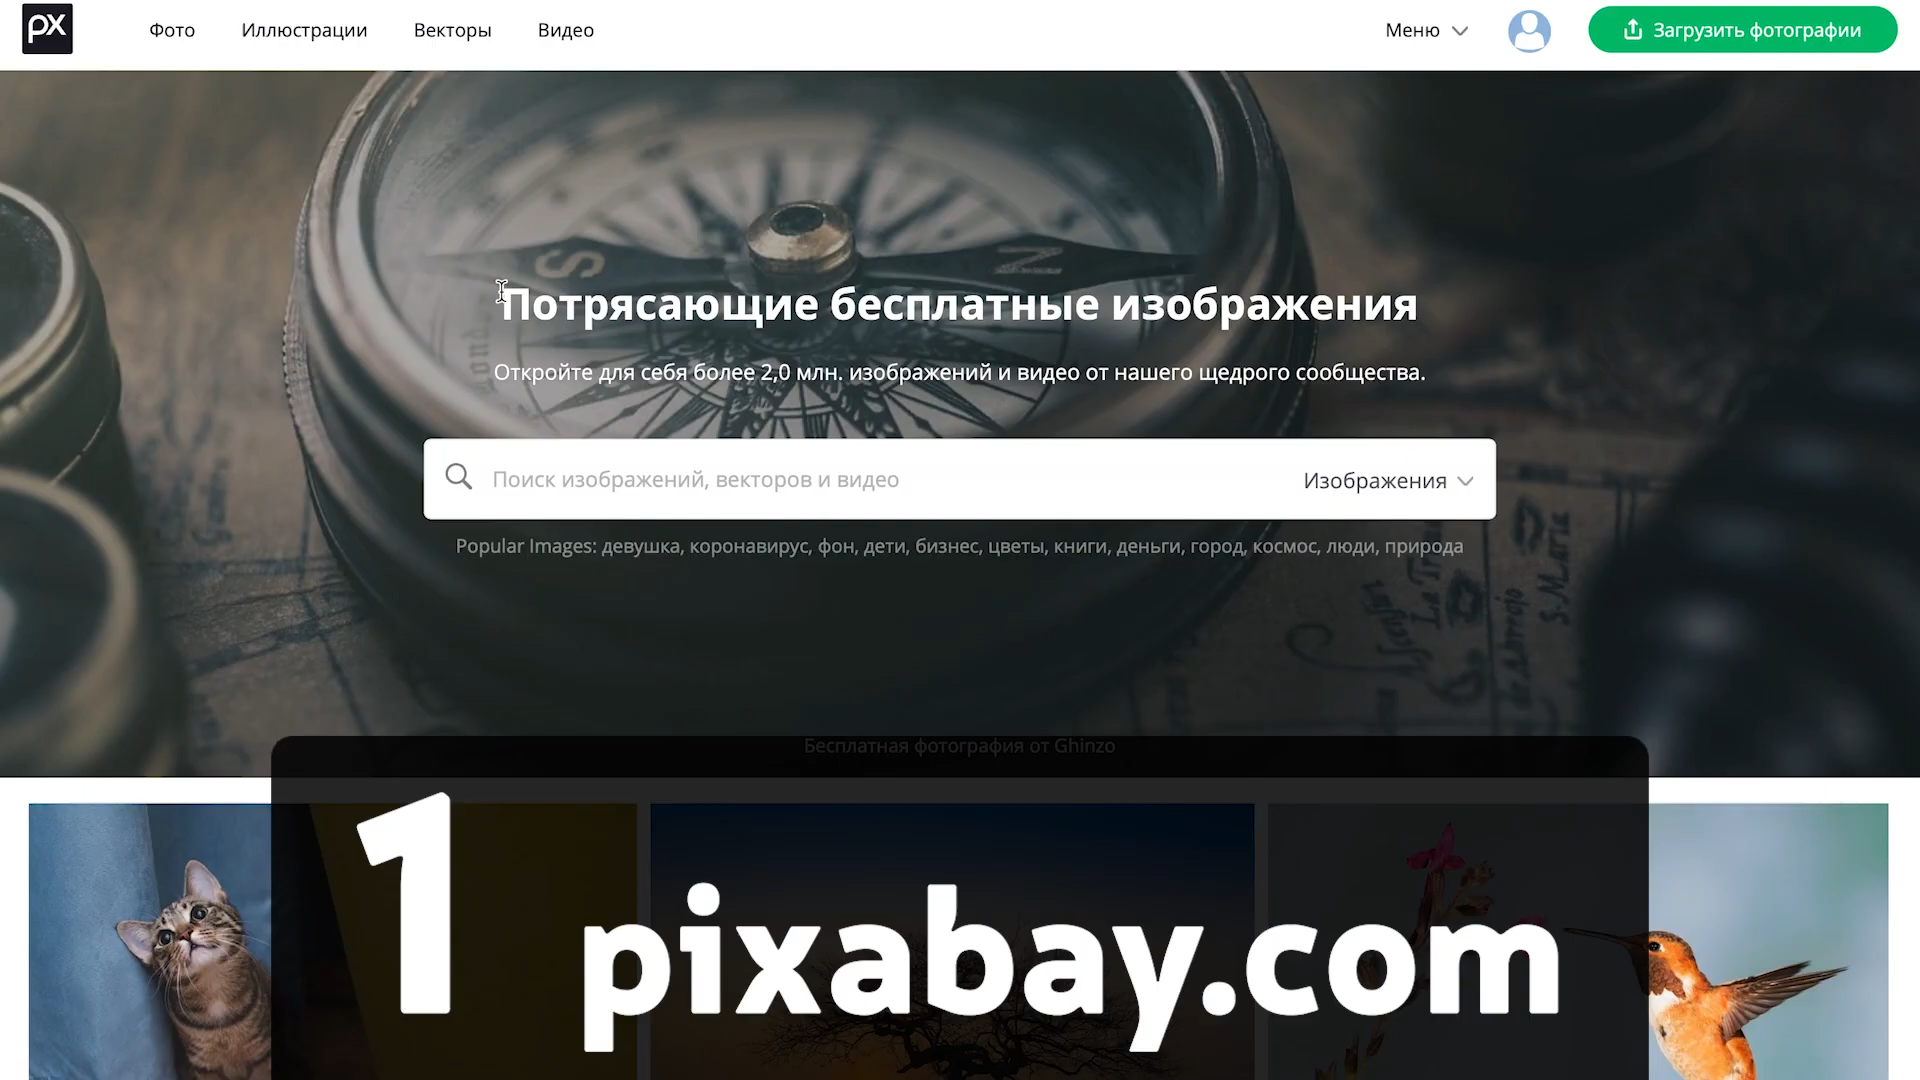 px
Фото Иллюстрации Векторы Видео Меню Загрузить фотографии
S N
Потрясающие бесплатные изображения
Откройте для себя более 2,0 млн. изображений и видео от нашего щедрого сообщества.
Поиск изображений, векторов и видео Изображения
Popular Images: девушка, коронавирус, фон, дети, бизнес, цветы, книги, деньги, город, космос, люди, природа
Бесплатная фотография от Ghinzo
1 pixabay.com